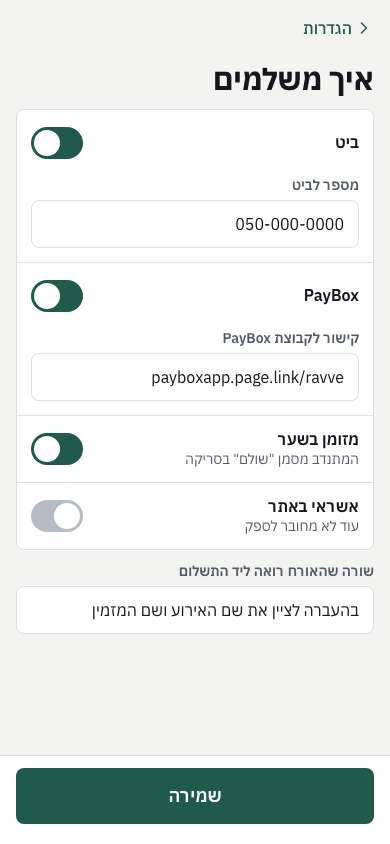 הגדרות
איך משלמים
ביט
מספר לביט
050-000-0000
PayBox
קישור לקבוצת PayBox
payboxapp.page.link/ravve
מזומן בשער
המתנדב מסמן "שולם" בסריקה
אשראי באתר
עוד לא מחובר לספק
שורה שהאורח רואה ליד התשלום
בהעברה לציין את שם האירוע ושם המזמין
שמירה